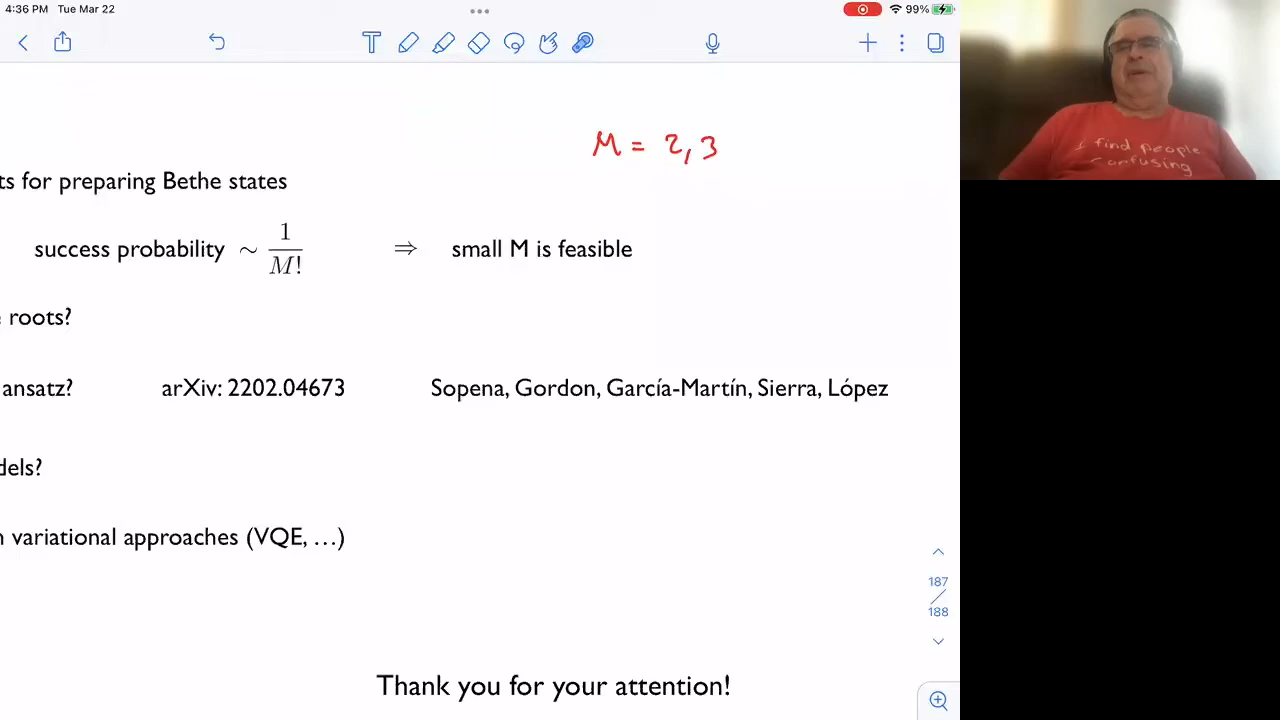 4:36 PM Tue Mar 22
99%
M = 2, 3
ts for preparing Bethe states
success probability ~ 1/M! ⇒ small M is feasible
roots?
ansatz? arXiv: 2202.04673 Sopena, Gordon, García-Martín, Sierra, López
dels?
n variational approaches (VQE, …)
187
188
Thank you for your attention!
I find people
confusing